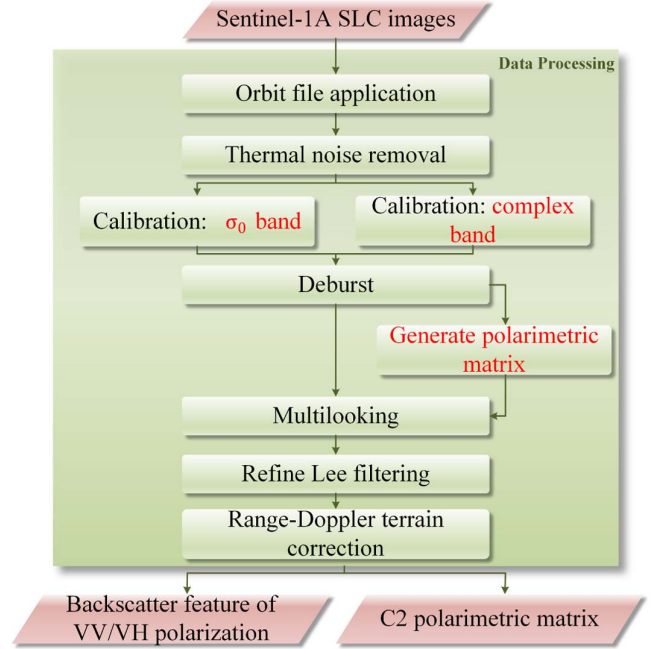 Sentinel-1A SLC images
Data Processing
Orbit file application
Thermal noise removal
Calibration: σ₀ band
Calibration: complex
band
Deburst
Generate polarimetric
matrix
Multilooking
Refine Lee filtering
Range-Doppler terrain
correction
Backscatter feature of
VV/VH polarization
C2 polarimetric matrix